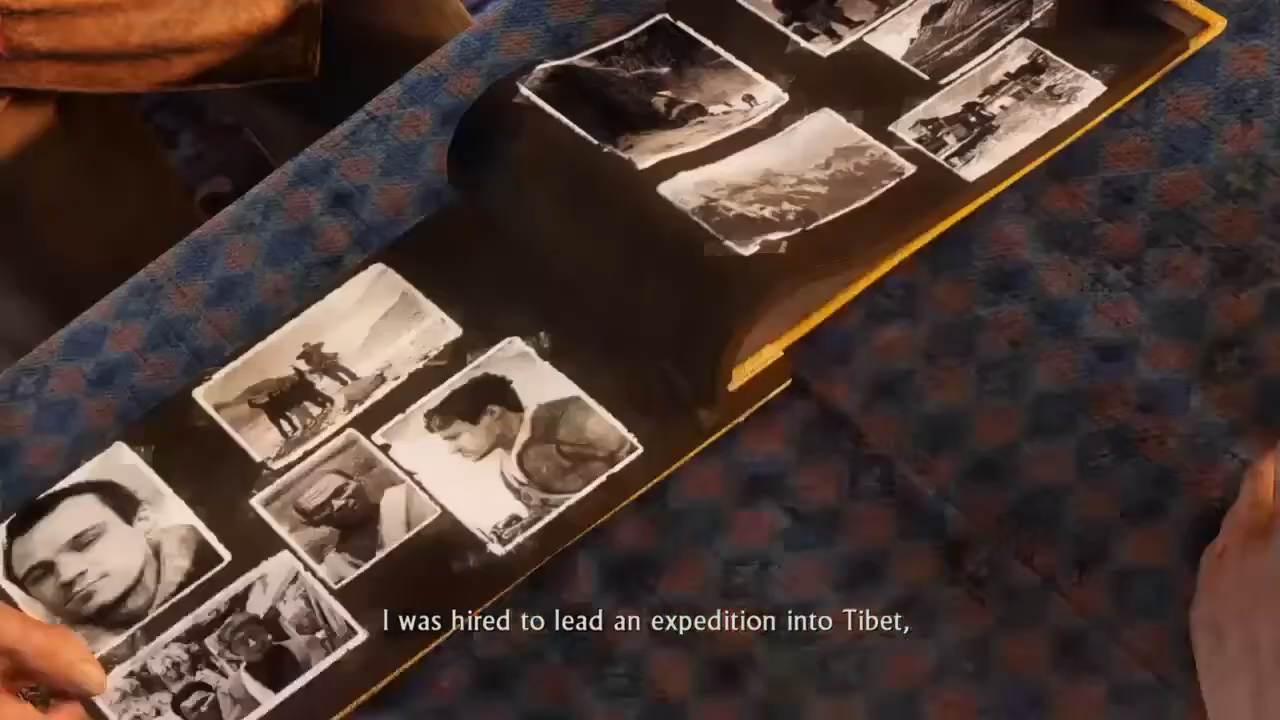 I was hired to lead an expedition into Tibet,